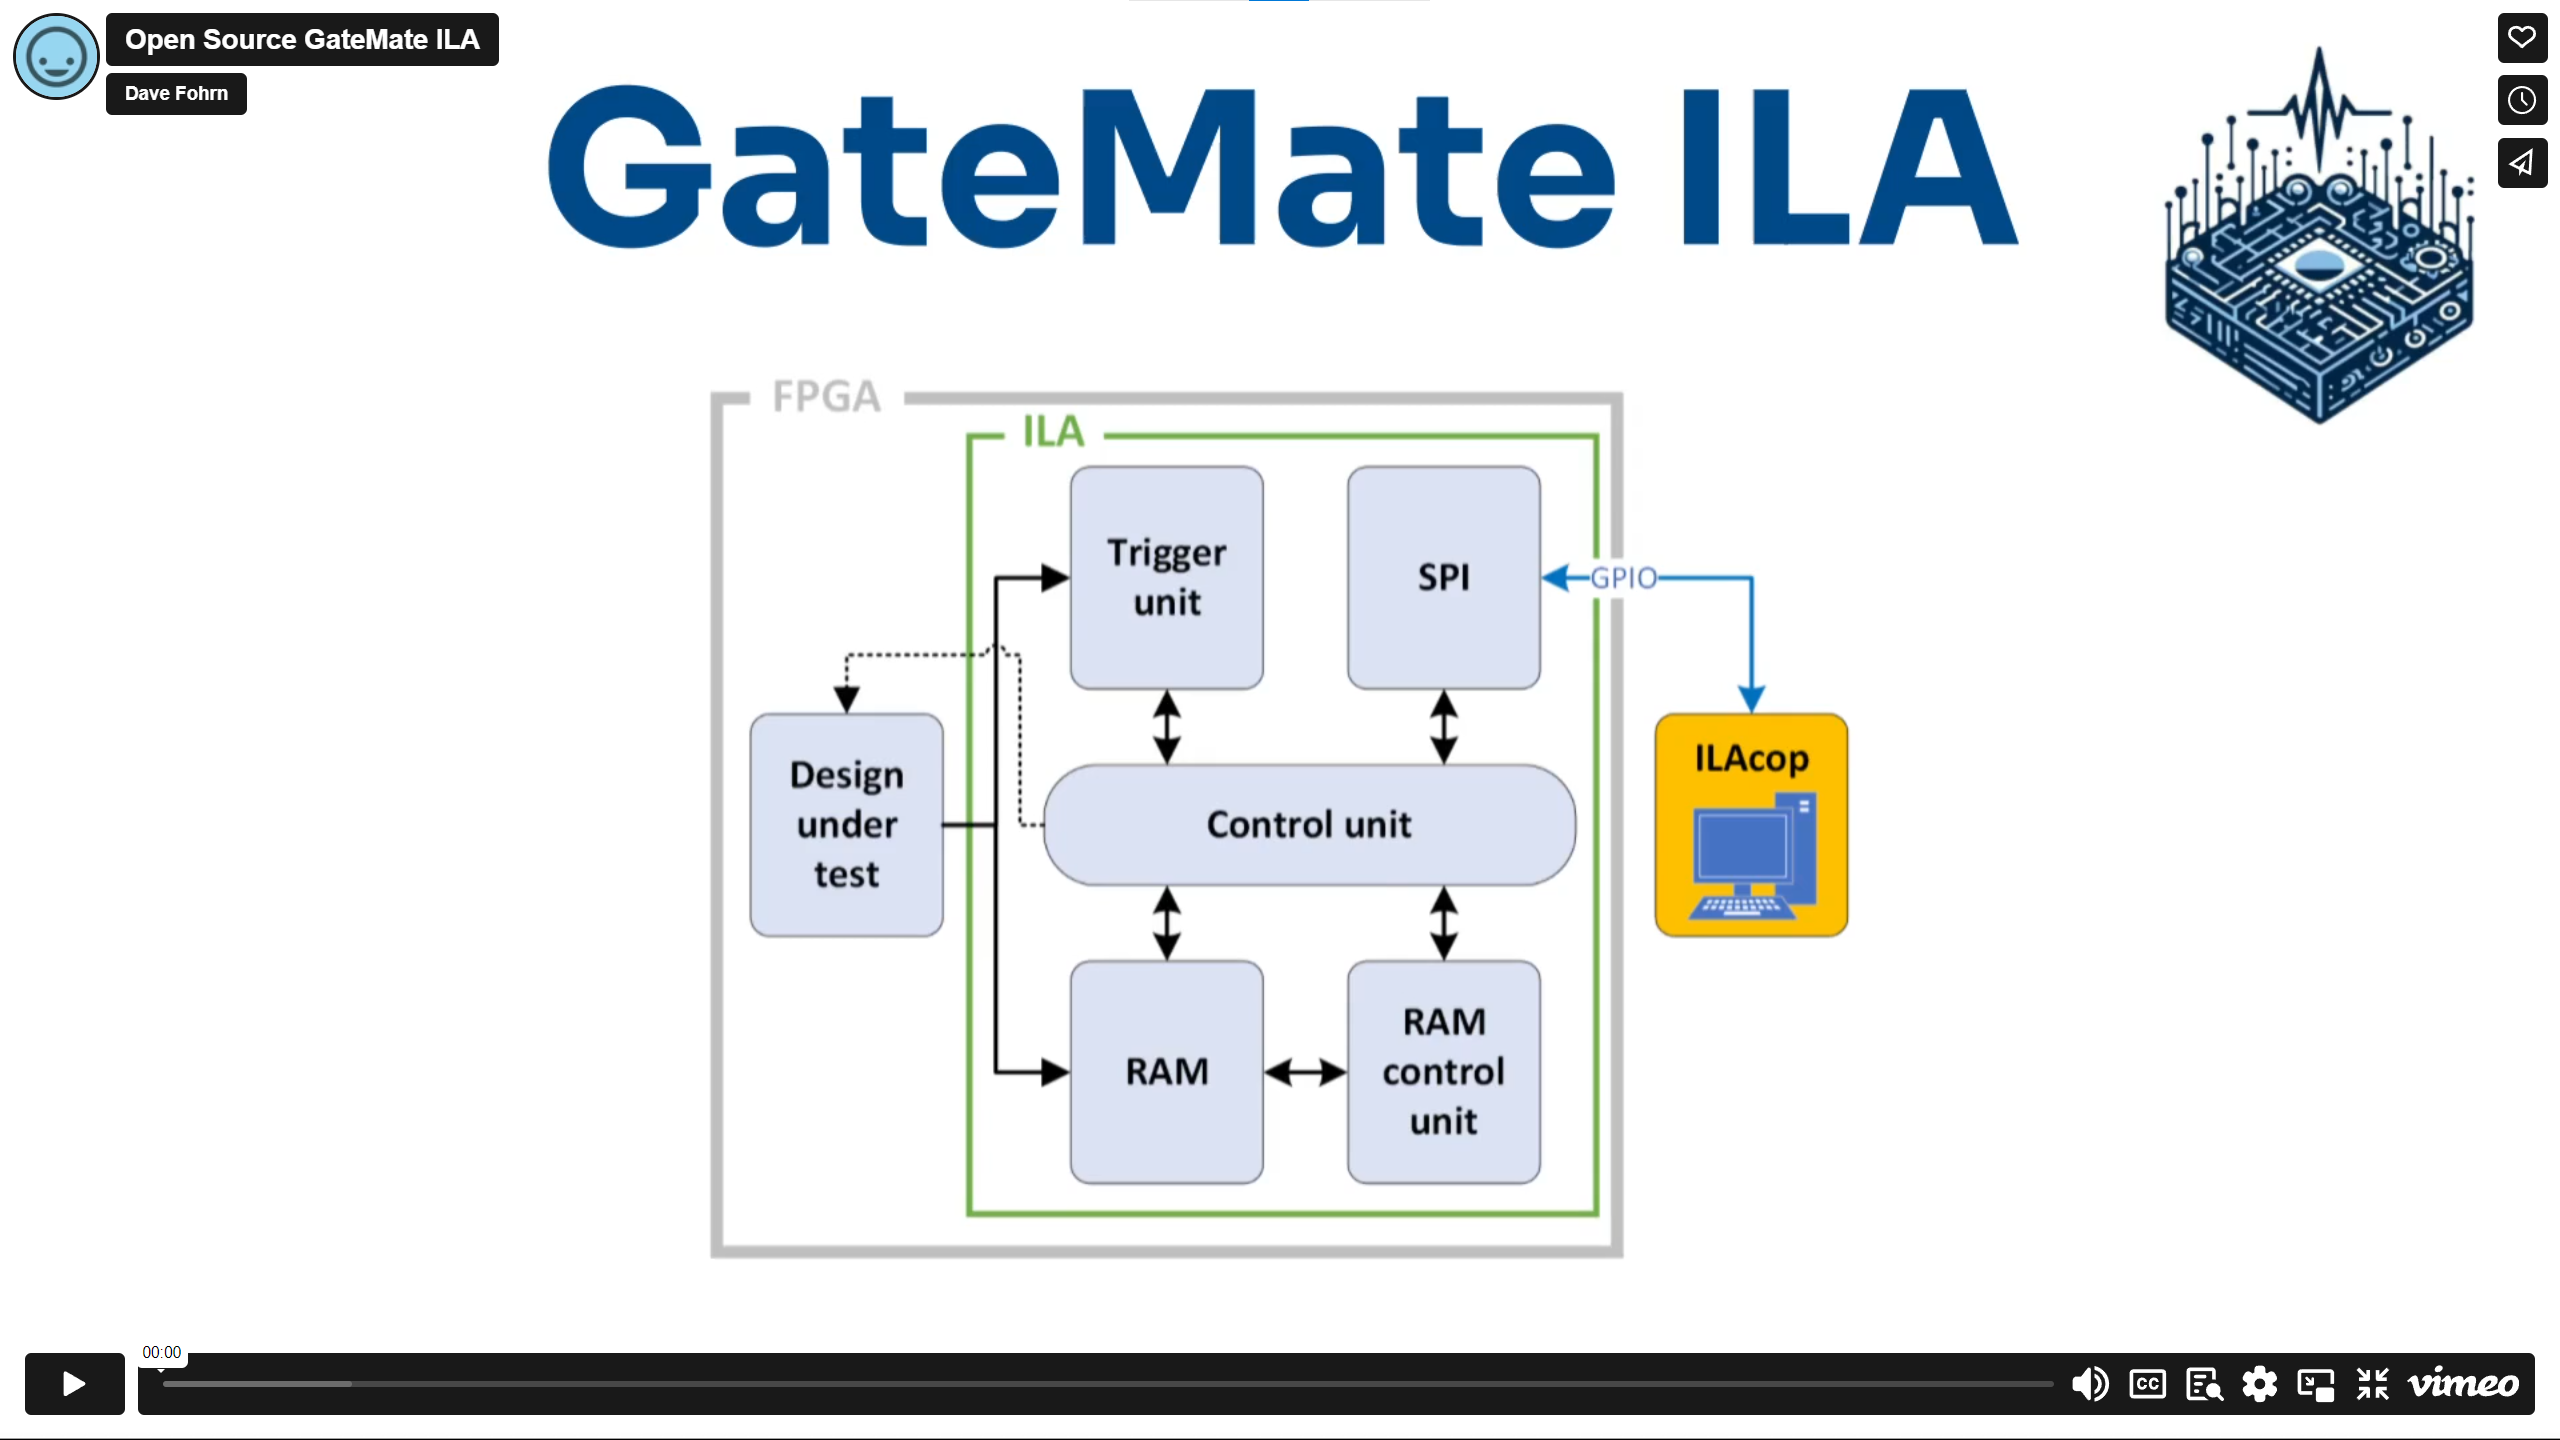 Open Source GateMate ILA
Dave Fohrn
GateMate ILA
FPGA
ILA
Trigger
unit
SPI
GPIO
Design
under
test
Control unit
ILAcop
RAM
RAM
control
unit
00:00
CC
vimeo